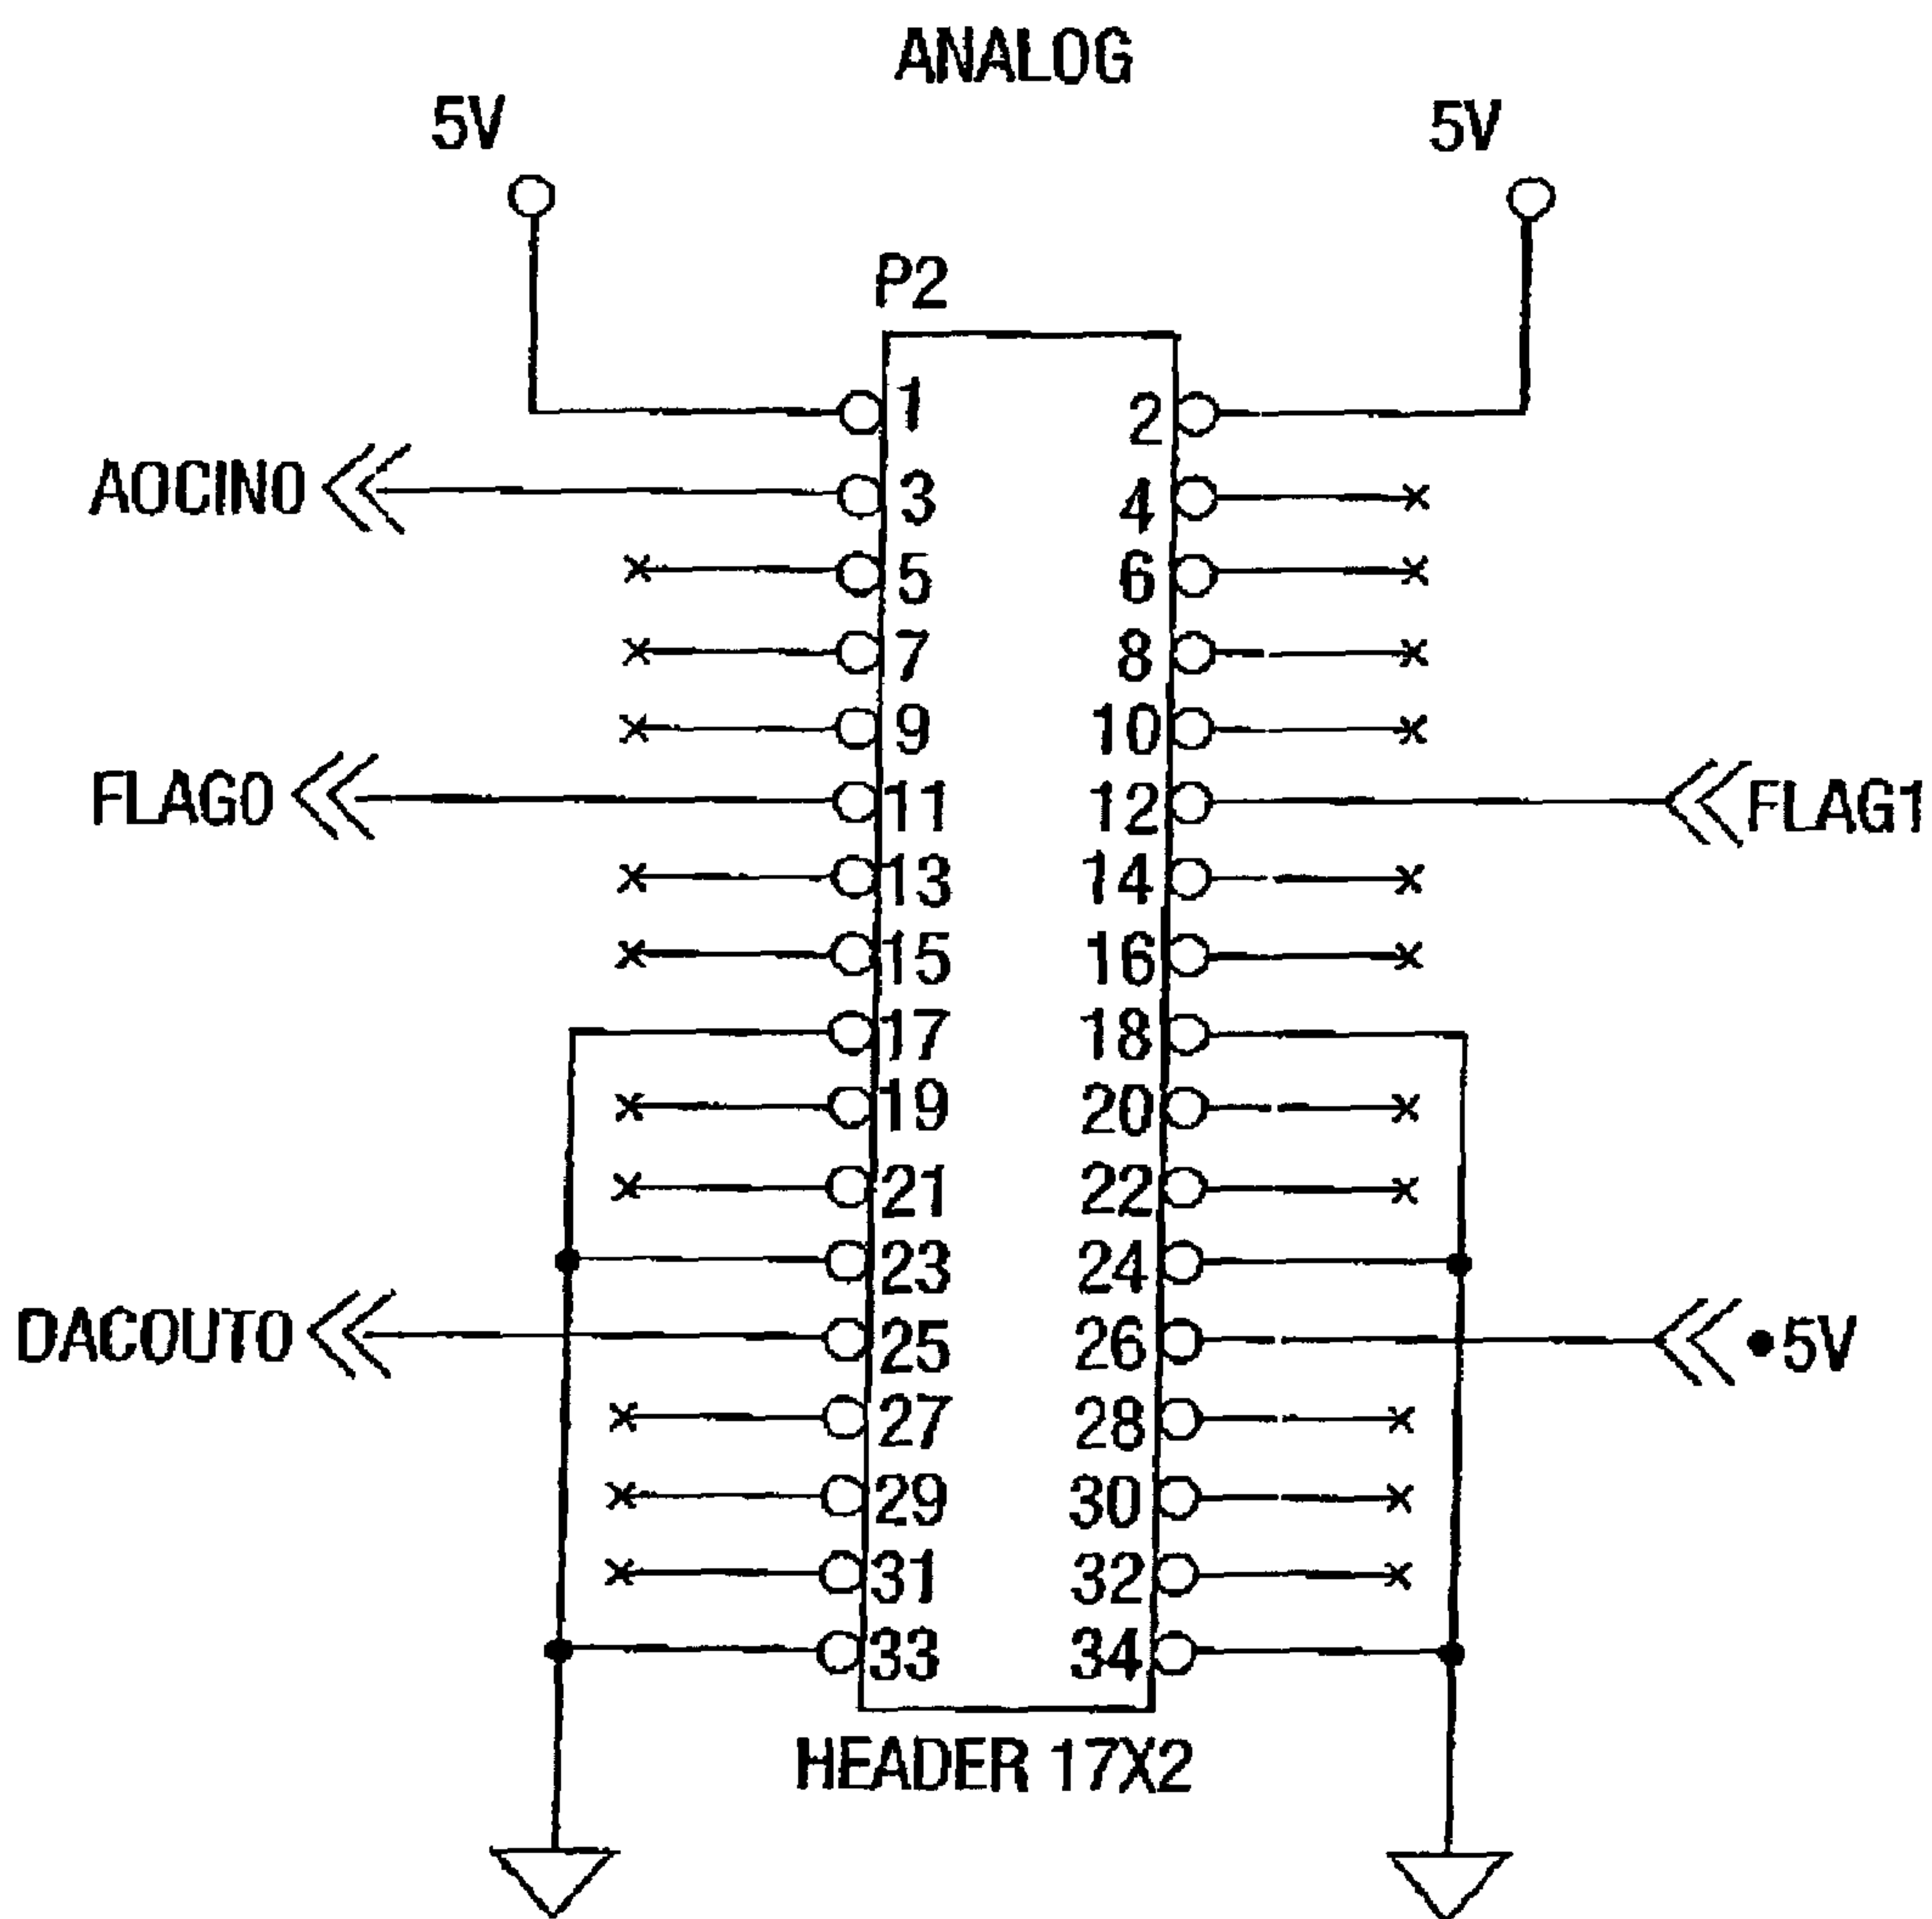 ANALOG
5V 5V
P2
1 2
AOCINO 3 4
5 6
7 8
9 10
FLAG0 11 12 FLAG1
13 14
15 16
17 18
19 20
21 22
23 24
DACOUTO 25 26 •5V
27 28
29 30
31 32
33 34
HEADER 17X2